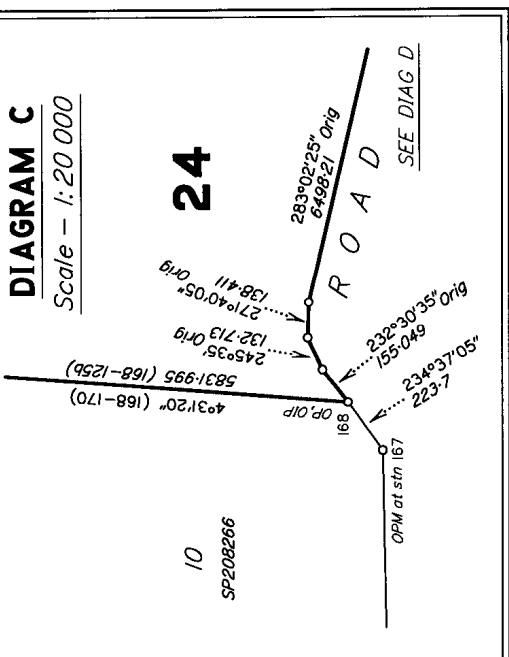 DIAGRAM C
Scale – 1:20 000
24
283°02'25" Orig
6498·21
ROAD
SEE DIAG D
271°40'05" Orig
138·411
245°35' Orig
132·713
232°30'35" Orig
155·049
234°37'05"
223·7
5831·995 (168–125b)
4°31'20" (168–170)
OP, OIP
168
OPM at stn 167
10
SP208266